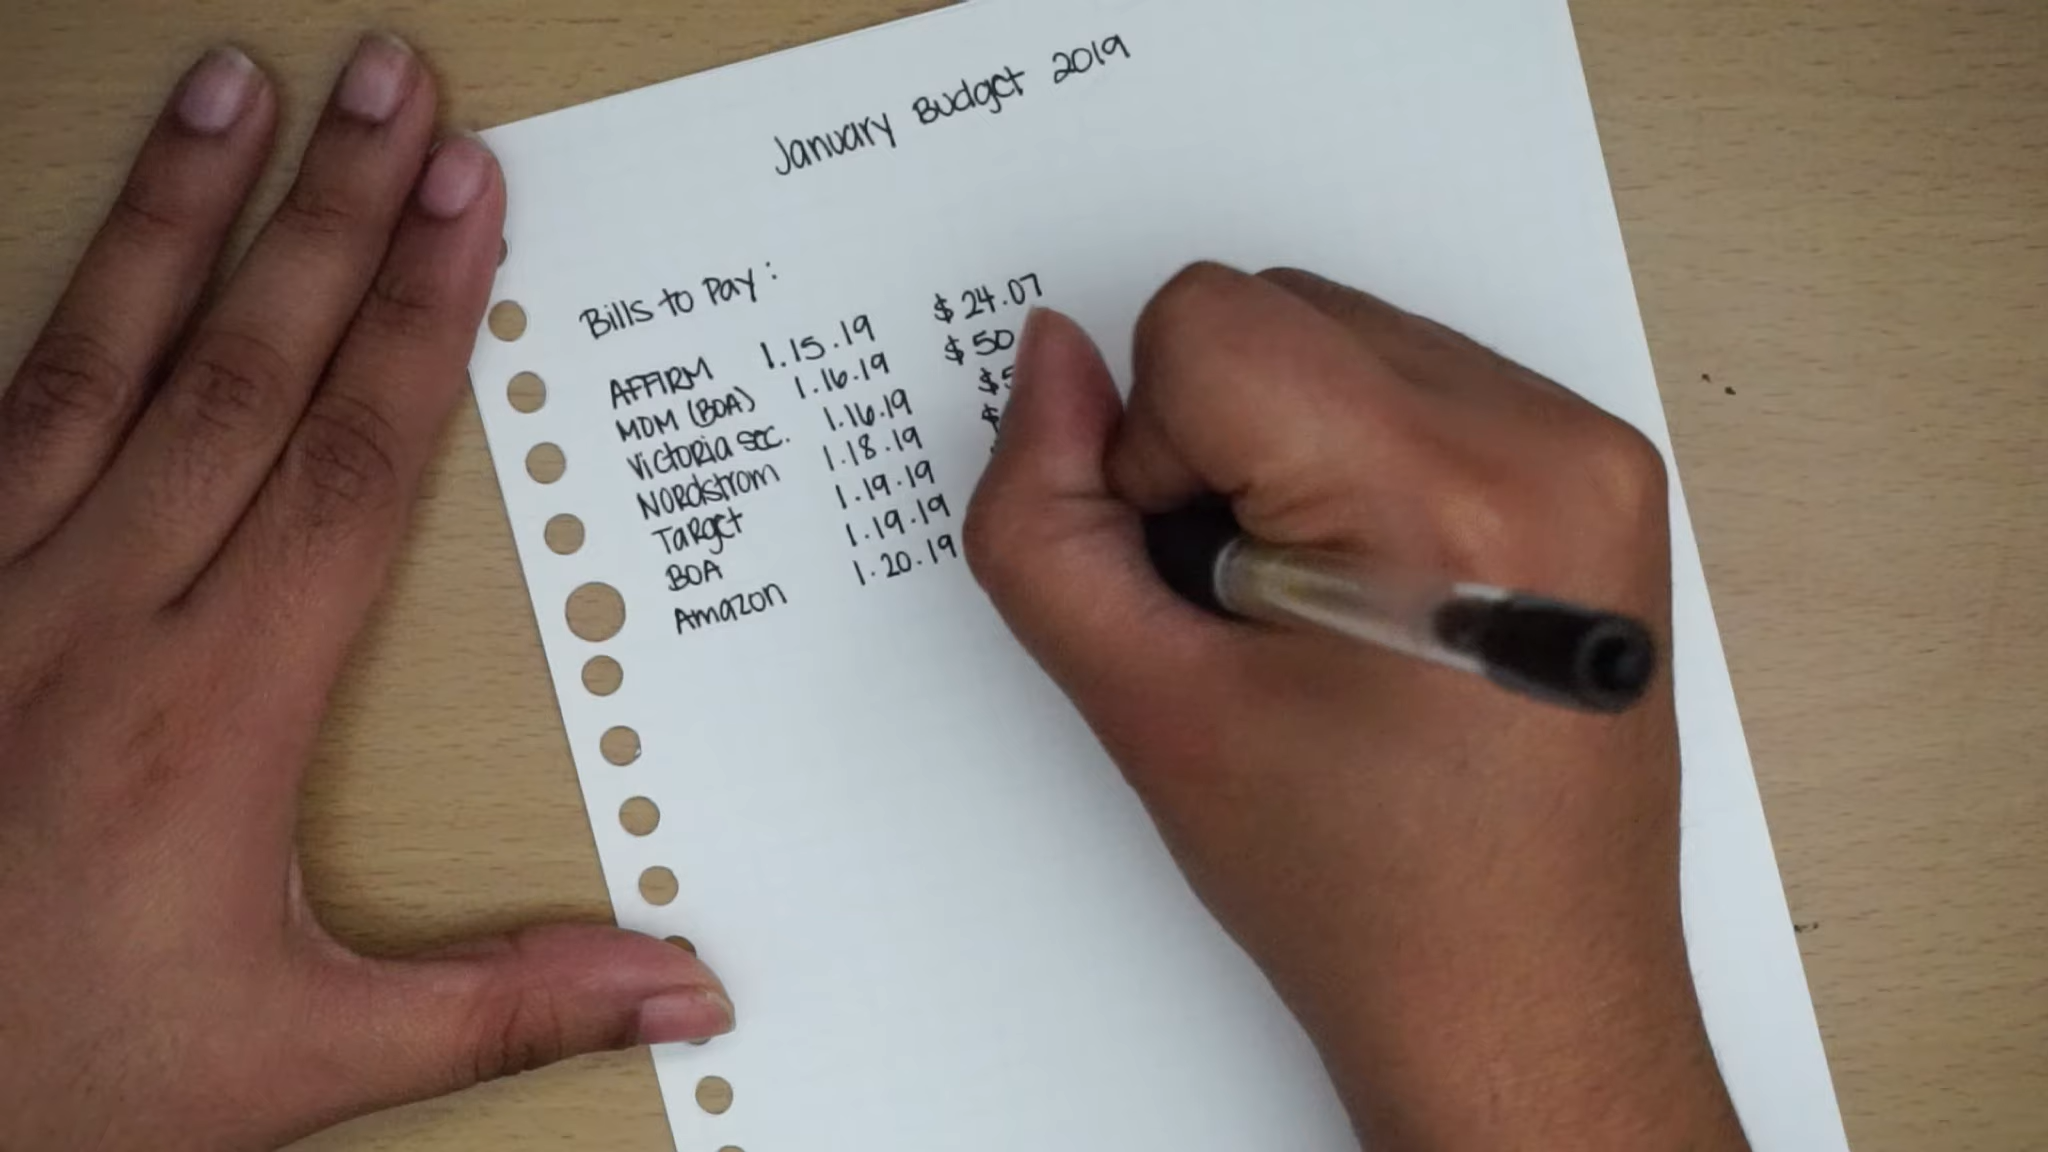 January Budget 2019
Bills to Pay:
AFFIRM 1.15.19 $24.07
MOM (BOA) 1.16.19 $50
Victoria Sec. 1.16.19 $5
Nordstrom 1.18.19 $
Target 1.19.19
BOA 1.19.19
Amazon 1.20.19